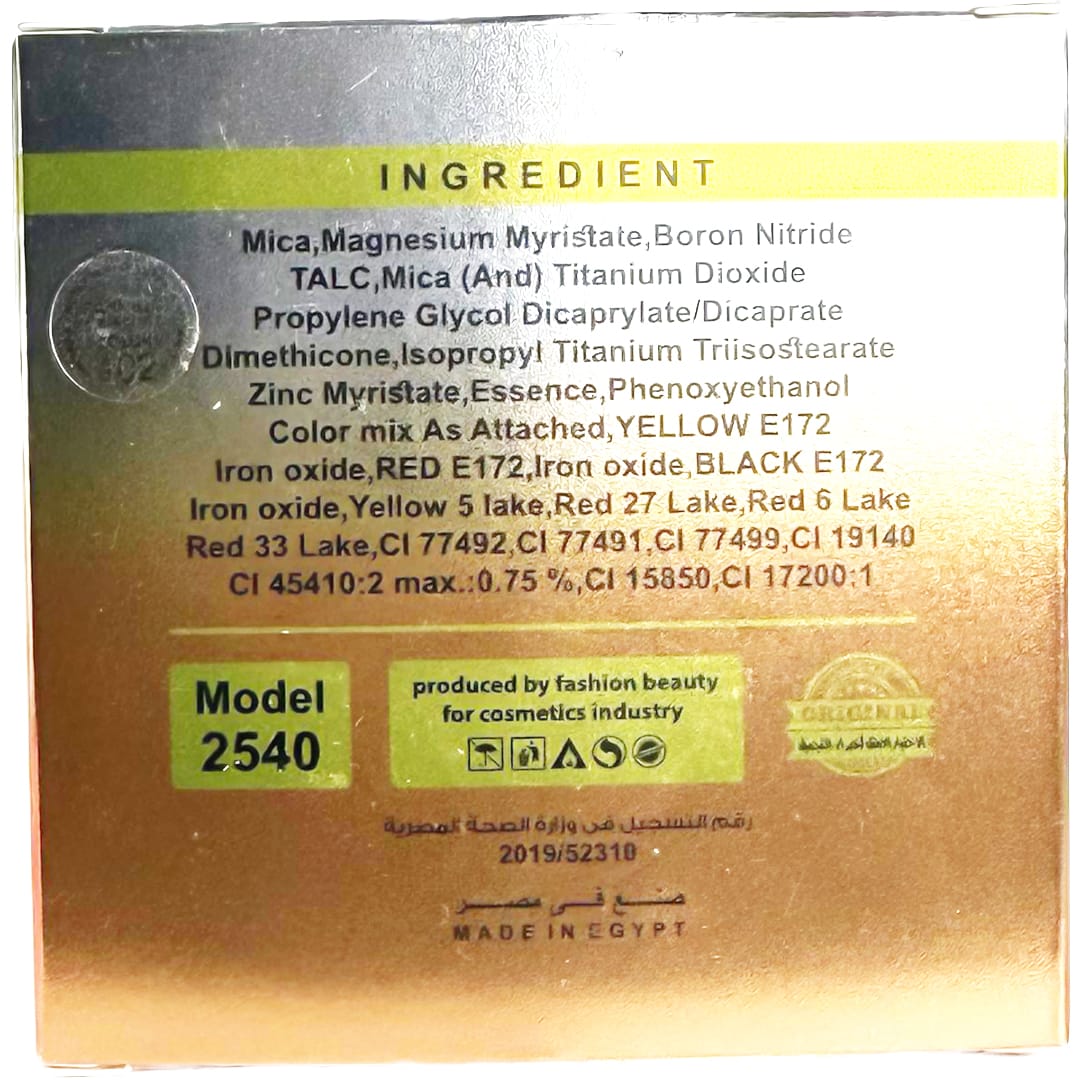 INGREDIENT
Mica,Magnesium Myristate,Boron Nitride
TALC,Mica (And) Titanium Dioxide
Propylene Glycol Dicaprylate/Dicaprate
Dimethicone,Isopropyl Titanium Triisostearate
Zinc Myristate,Essence,Phenoxyethanol
Color mix As Attached,YELLOW E172
Iron oxide,RED E172,Iron oxide,BLACK E172
Iron oxide,Yellow 5 lake,Red 27 Lake,Red 6 Lake
Red 33 Lake,CI 77492,CI 77491,CI 77499,CI 19140
CI 45410:2 max.:0.75 %,CI 15850,CI 17200:1
02
Model
2540
produced by fashion beauty
for cosmetics industry
ORIGINAL
رقم التسجيل فى وزارة الصحة المصرية
2019/52310
صنع فى مصر
MADE IN EGYPT